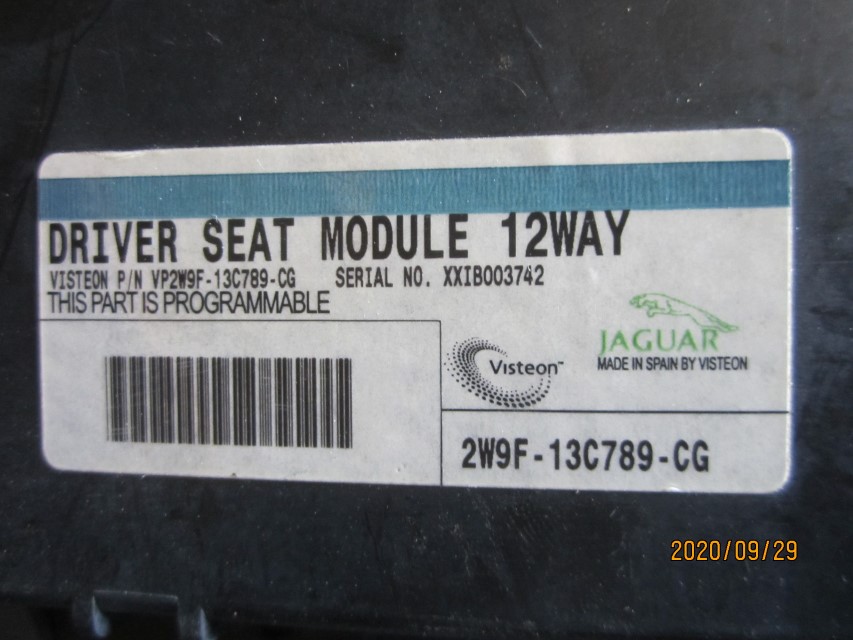 DRIVER SEAT MODULE 12WAY
VISTEON P/N VP2W9F-13C789-CG SERIAL NO. XXIB003742
THIS PART IS PROGRAMMABLE
JAGUAR
MADE IN SPAIN BY VISTEON
Visteon™
2W9F-13C789-CG
2020/09/29